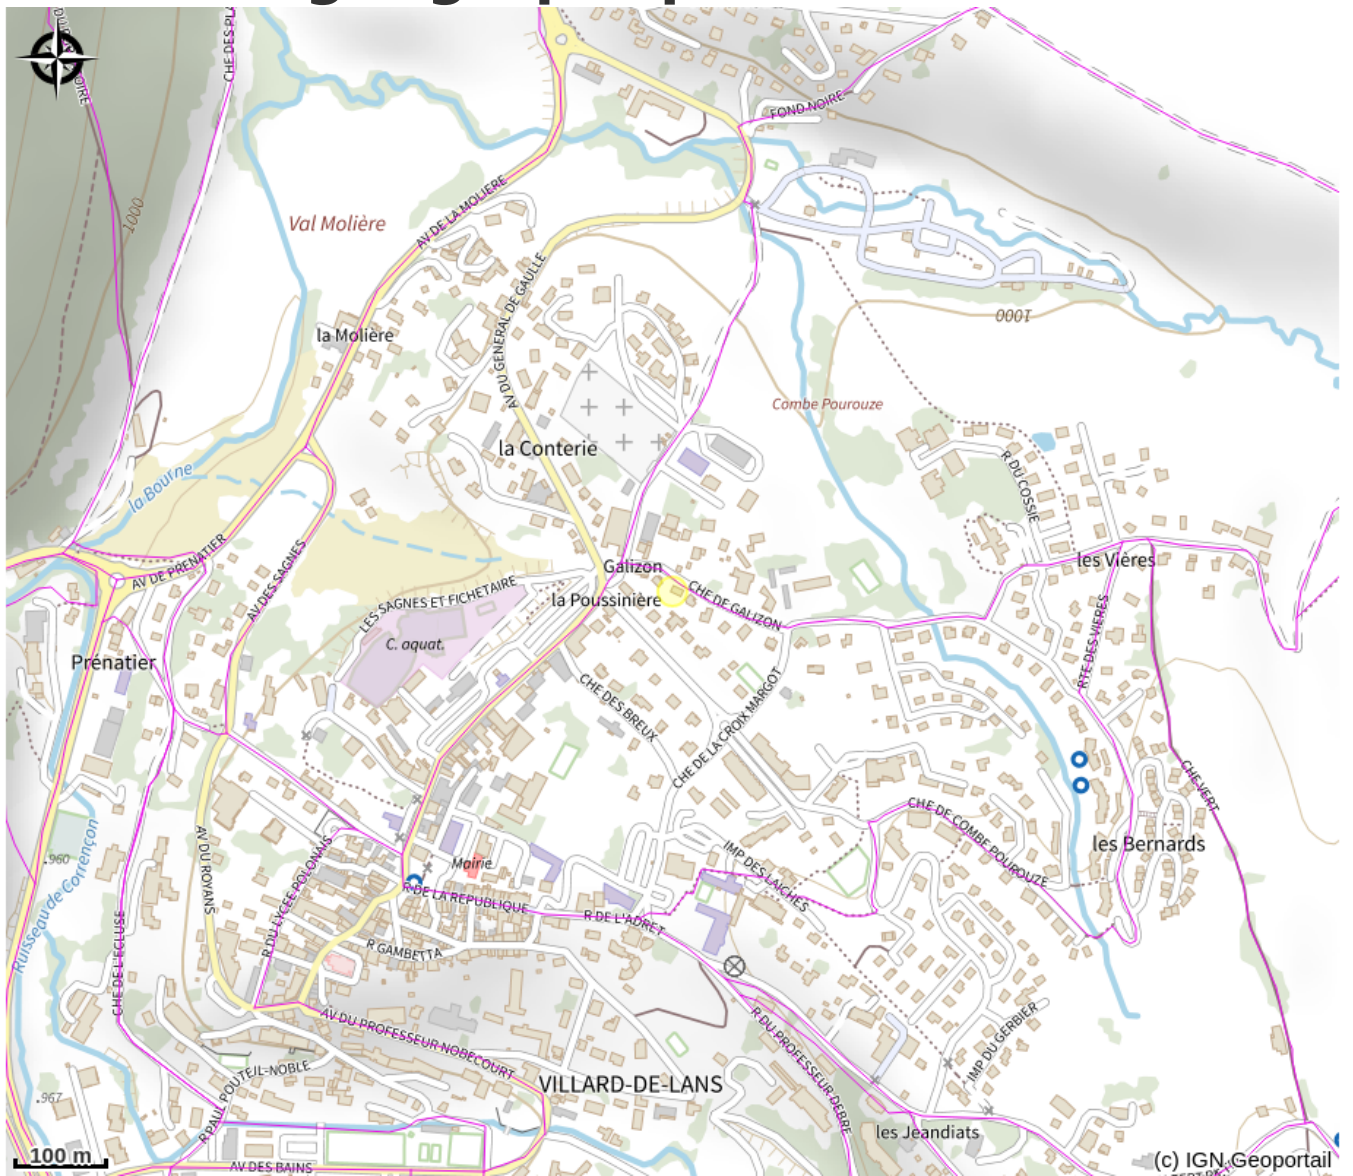 CHE DES PLA
FOND NOIRE
1000
Val Molière
AV DE LA MOLIERE
AV DU GENERAL DE GAULLE
1000
la Molière
Combe Pourouze
la Conterie
R DU COSSIE
la Bourne
AV DE PRENATIER
AV DES SAGNES
les Vières
Galizon
la Poussinière
CHE DE GALIZON
LES SAGNES ET FICHETAIRE
C. aquat.
RTE DES VIERES
Prénatier
CHE DES BREUX
CHE DE LA CROIX MARGOT
CHE VERT
CHE DE COMBE POUROUZE
les Bernards
IMP DES LAICHES
AV DU ROYANS
R DU LYCEE POLONAIS
Mairie
.960
Ruisseau de Corrençon
R DE LA REPUBLIQUE
R DE L'ADRET
R GAMBETTA
CHE DE L'ECLUSE
AV DU PROFESSEUR NOBECOURT
R DU PROFESSEUR DEBRE
IMP DU GERBIER
VILLARD-DE-LANS
R PAUL POUTEIL-NOBLE
.967
les Jeandiats
100 m
AV DES BAINS
(c) IGN Geoportail